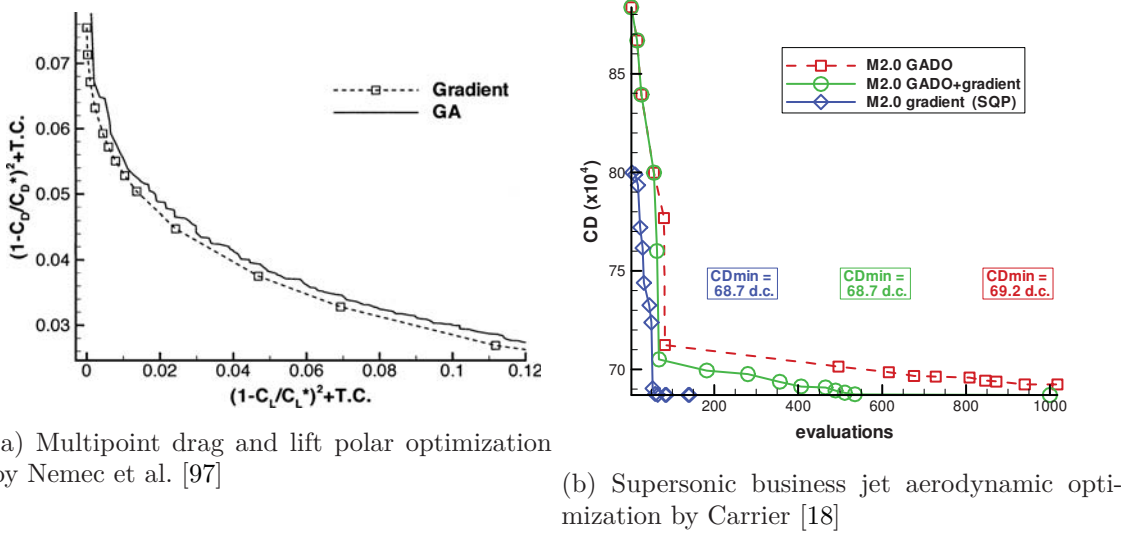 0.07
0.06
0.05
0.04
0.03
0
0.02
0.04
0.06
0.08
0.1
0.12
(1-C_D/C_D*)²+T.C.
(1-C_L/C_L*)²+T.C.
Gradient
GA
a) Multipoint drag and lift polar optimization
by Nemec et al. [97]
85
80
75
70
CD (x10⁴)
M2.0 GADO
M2.0 GADO+gradient
M2.0 gradient (SQP)
CDmin =
68.7 d.c.
CDmin =
68.7 d.c.
CDmin =
69.2 d.c.
200
400
600
800
1000
evaluations
(b) Supersonic business jet aerodynamic opti-
mization by Carrier [18]